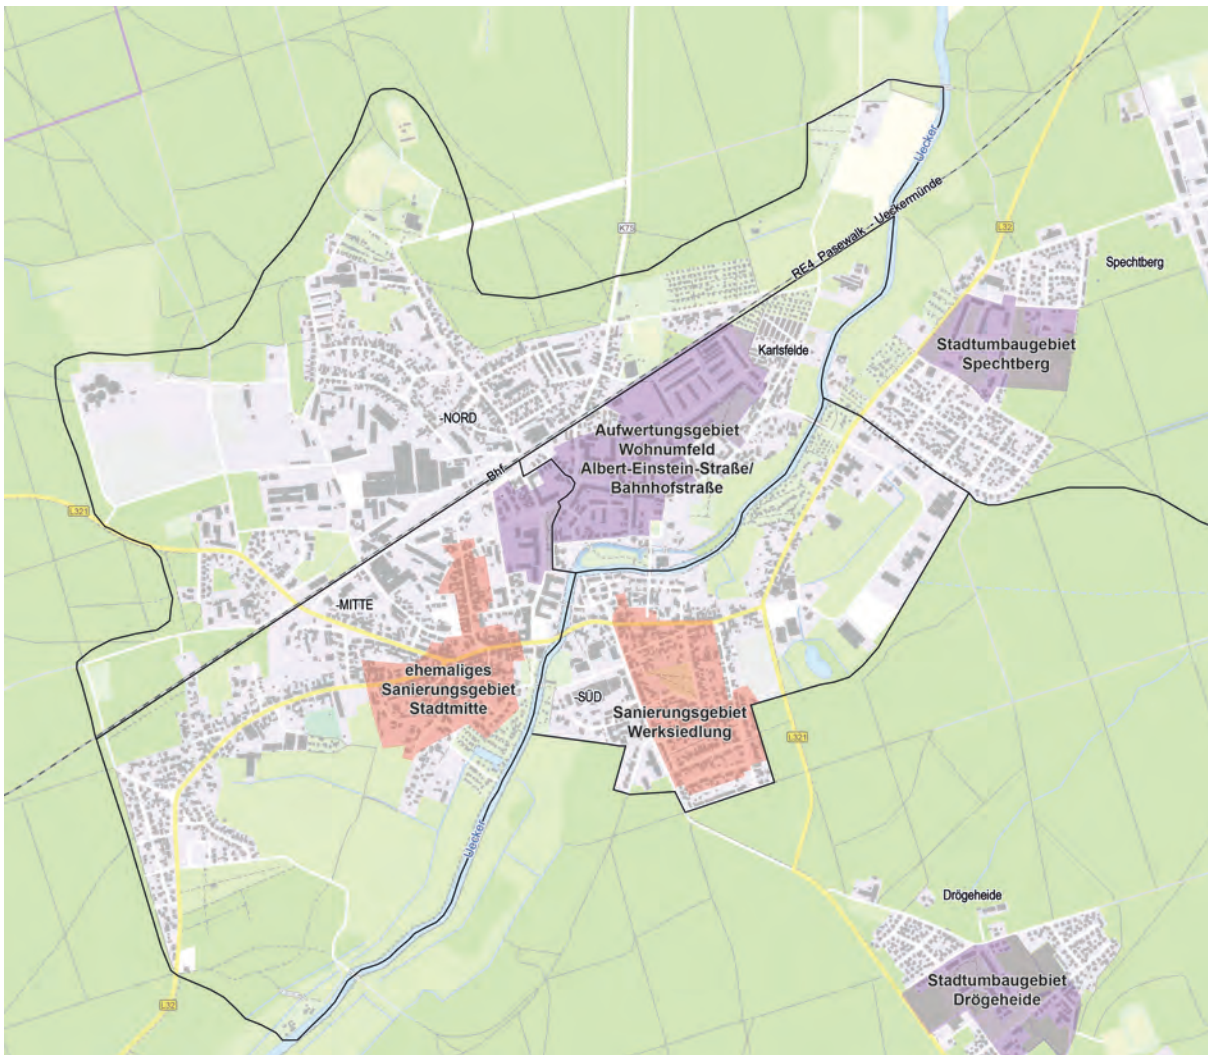 Uecker
K75
L32
RE4 Pasewalk -- Ueckermünde
Spechtberg
Stadtumbaugebiet
Spechtberg
Karlsfelde
-NORD
Aufwertungsgebiet
Wohnumfeld
Albert-Einstein-Straße/
Bahnhofstraße
Bhf.
L321
-MITTE
ehemaliges
Sanierungsgebiet
Stadtmitte
-SÜD
Sanierungsgebiet
Werksiedlung
L321
Uecker
Drögeheide
Stadtumbaugebiet
Drögeheide
L32